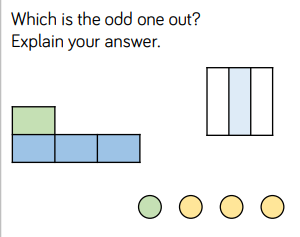 Which is the odd one out?
Explain your answer.